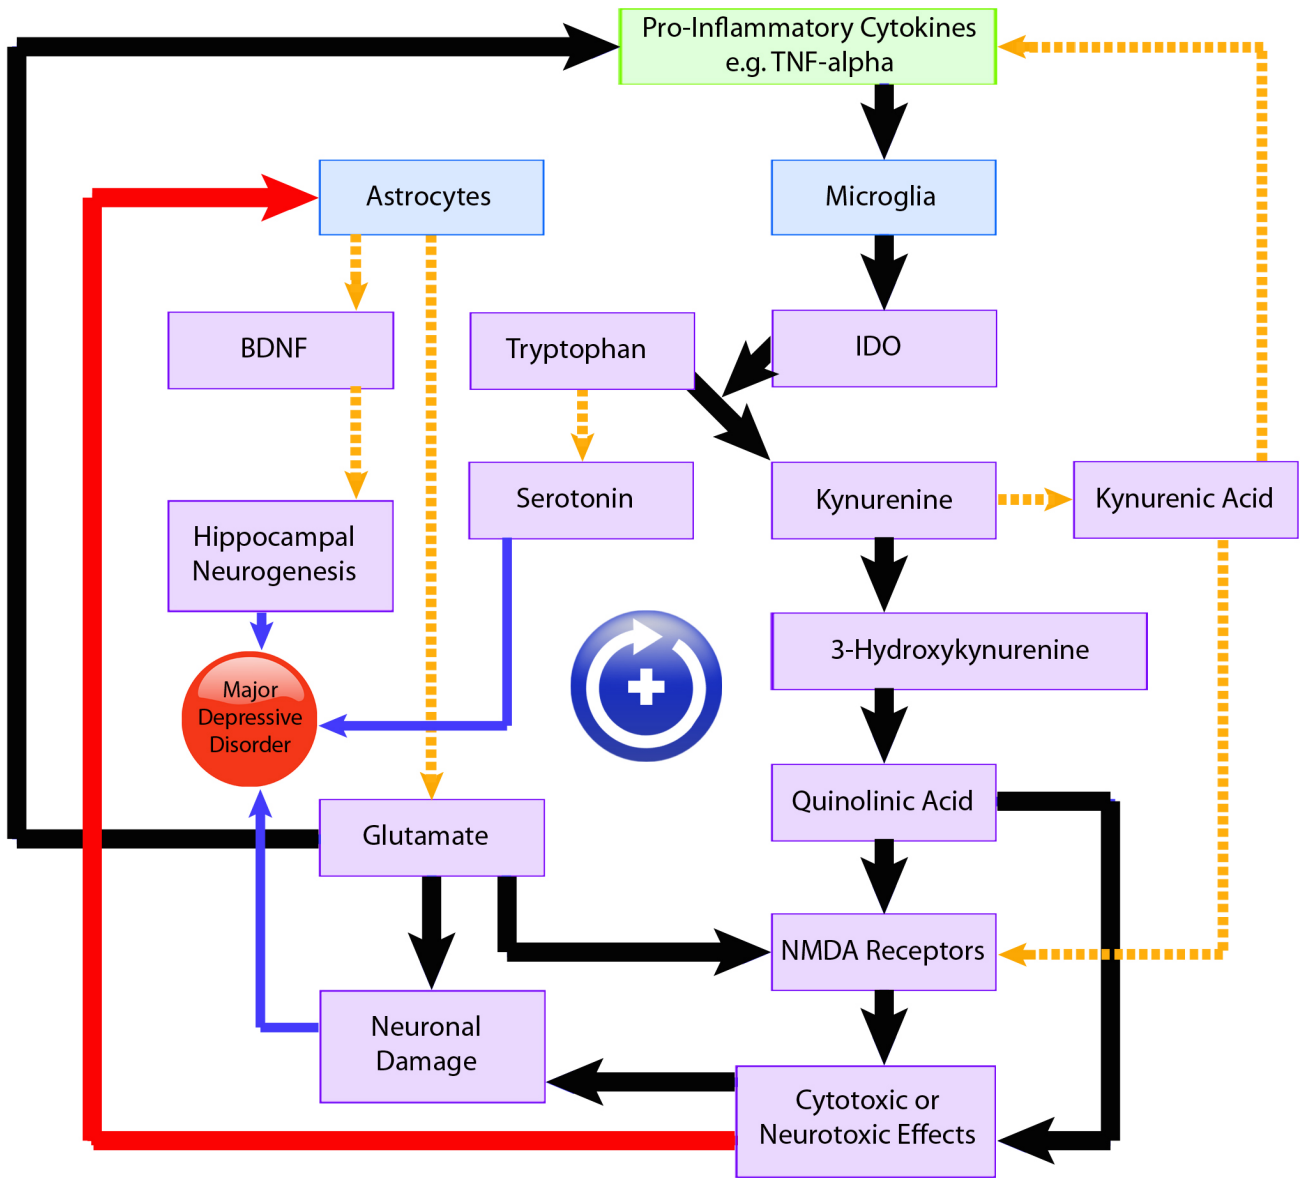 Pro-Inflammatory Cytokines
e.g. TNF-alpha
Astrocytes
Microglia
BDNF
Tryptophan
IDO
Serotonin
Kynurenine
Kynurenic Acid
Hippocampal
Neurogenesis
3-Hydroxykynurenine
Major
Depressive
Disorder
Quinolinic Acid
Glutamate
NMDA Receptors
Neuronal
Damage
Cytotoxic or
Neurotoxic Effects